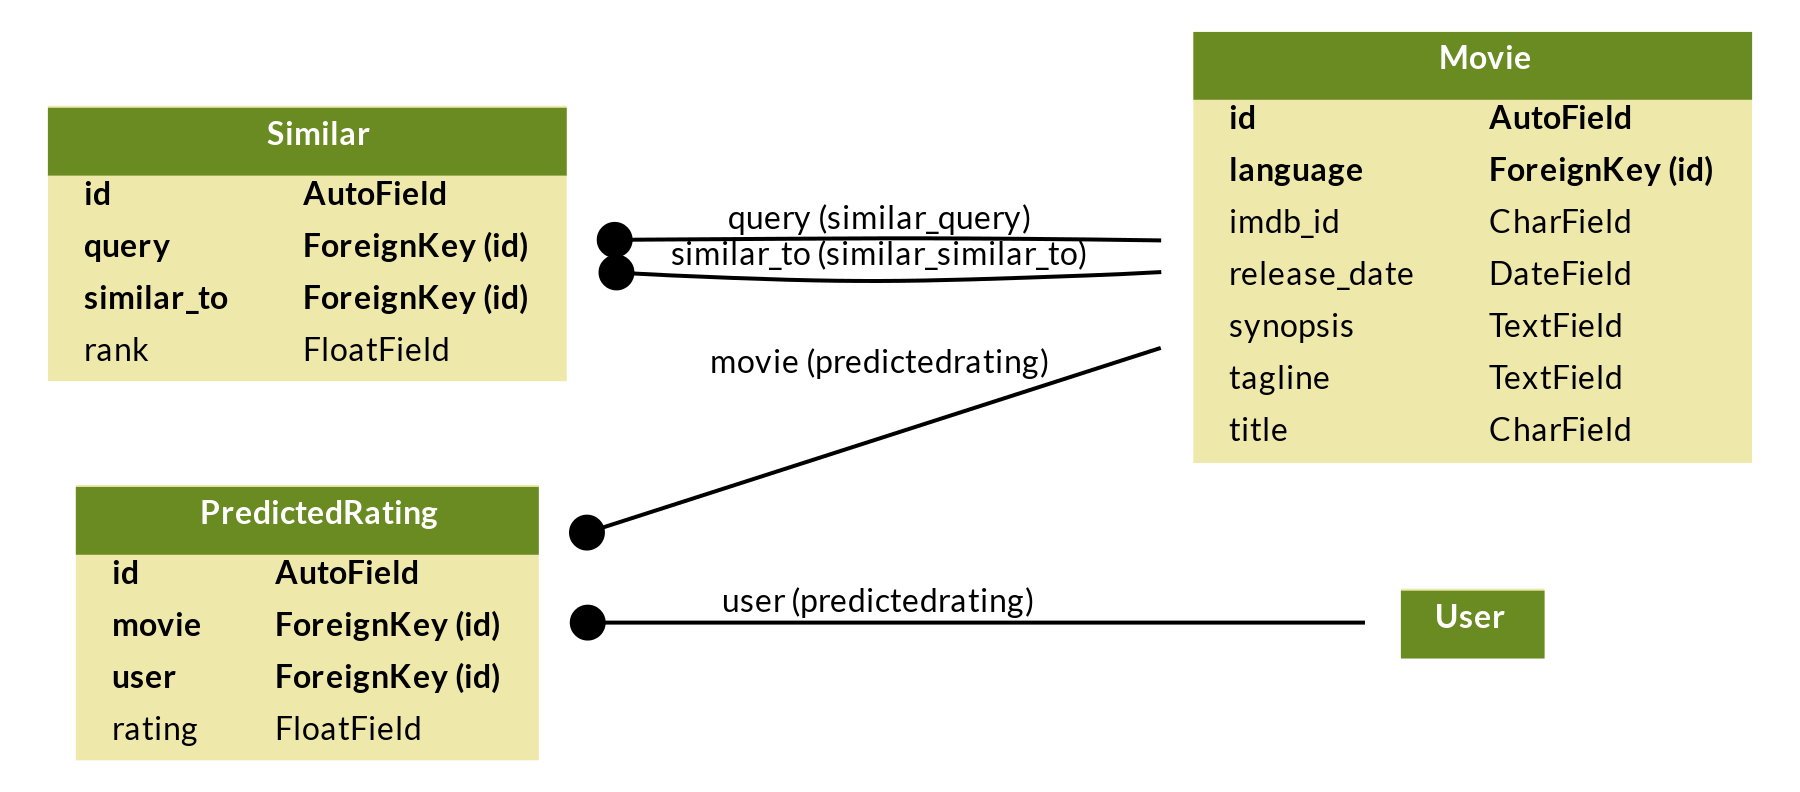 Similar
id AutoField
query ForeignKey (id)
similar_to ForeignKey (id)
rank FloatField
query (similar_query)
similar_to (similar_similar_to)
movie (predictedrating)
Movie
id AutoField
language ForeignKey (id)
imdb_id CharField
release_date DateField
synopsis TextField
tagline TextField
title CharField
PredictedRating
id AutoField
movie ForeignKey (id)
user ForeignKey (id)
rating FloatField
user (predictedrating)
User